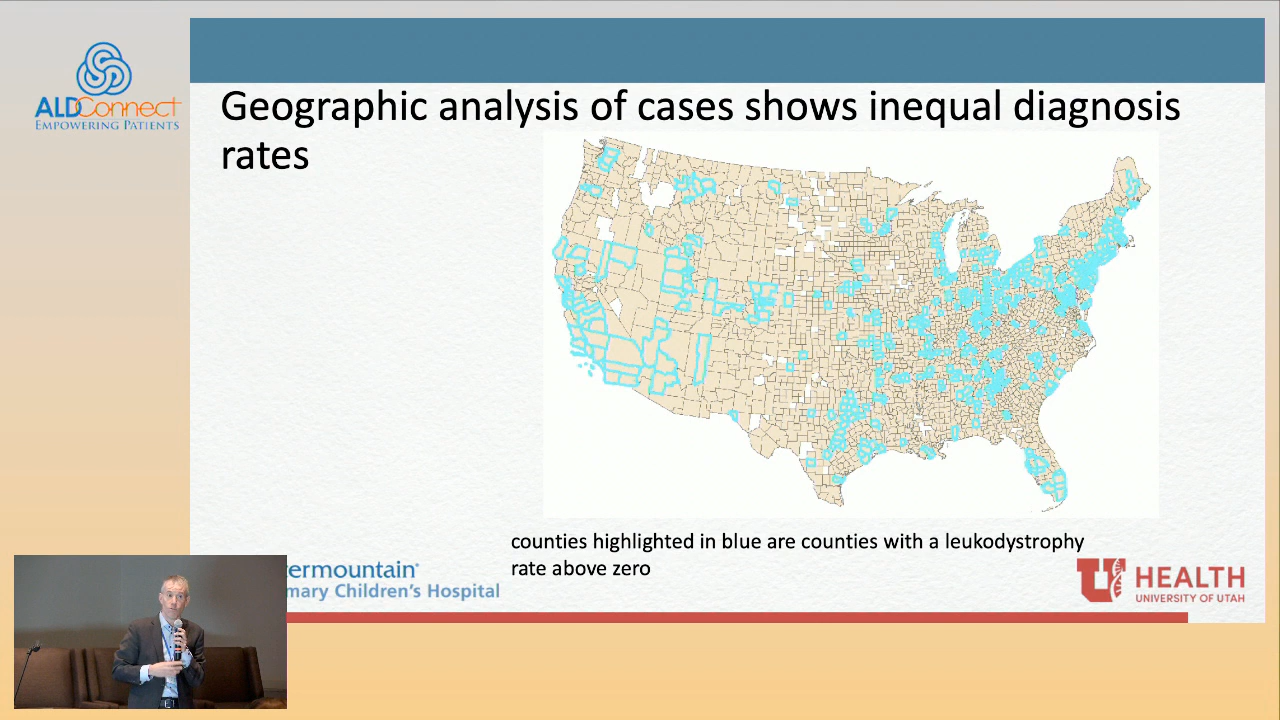 ALDConnect
EMPOWERING PATIENTS
Geographic analysis of cases shows inequal diagnosis
rates
counties highlighted in blue are counties with a leukodystrophy
rate above zero
termountain®
mary Children's Hospital
U HEALTH
UNIVERSITY OF UTAH